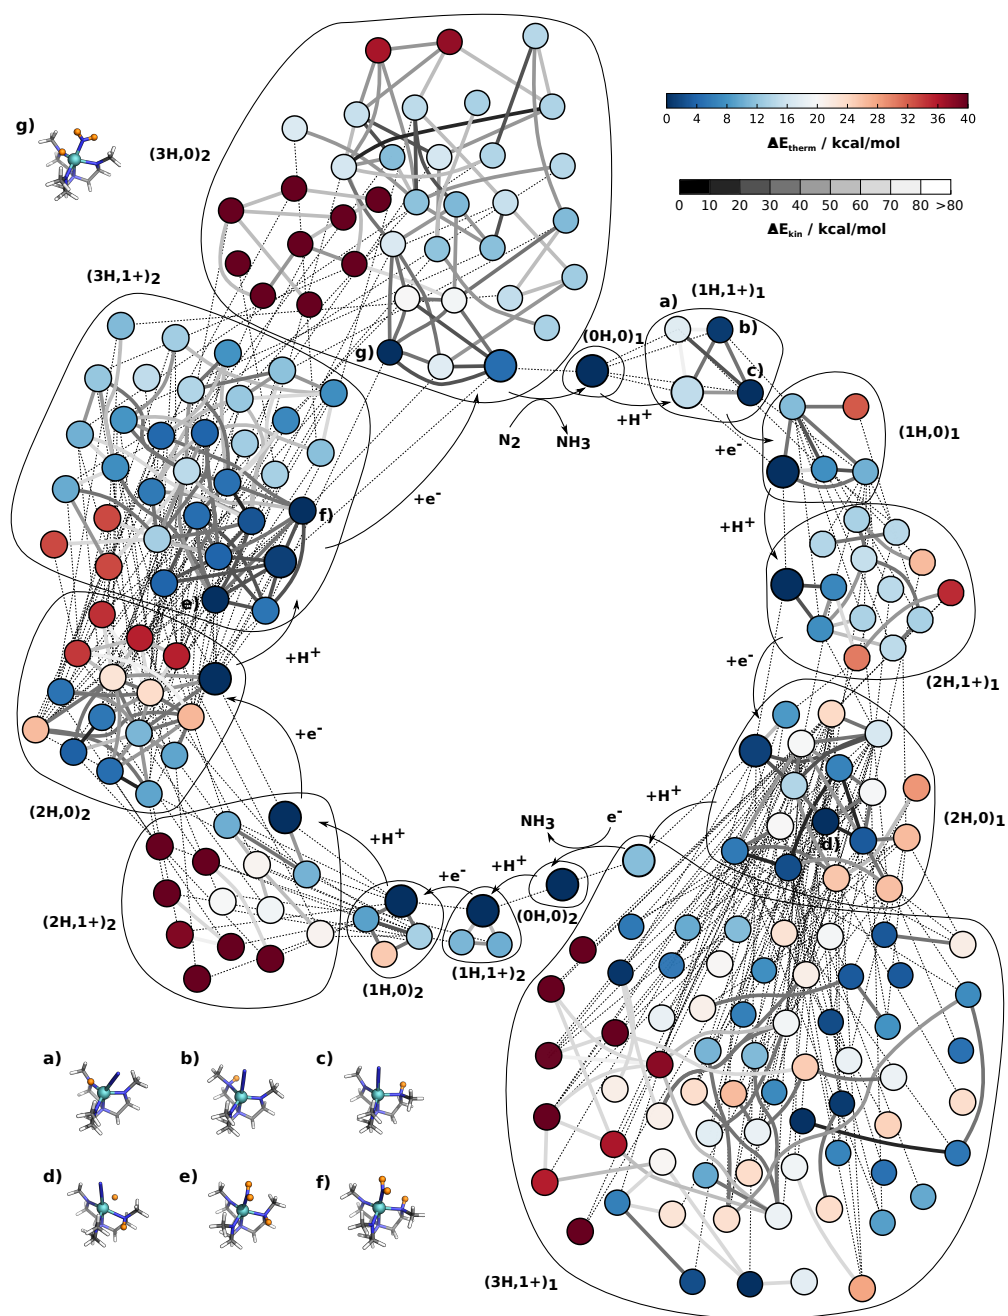 g)
(3H,0)2
0 4 8 12 16 20 24 28 32 36 40
ΔEtherm / kcal/mol
0 10 20 30 40 50 60 70 80 >80
ΔEkin / kcal/mol
(3H,1+)2
(1H,1+)1
a)
b)
(0H,0)1
g)
c)
+H+
N2
NH3
+e-
(1H,0)1
+e-
f)
+H+
e)
+H+
+e-
(2H,1+)1
+e-
(2H,0)2
+H+
(2H,0)1
d)
NH3
e-
+H+
+H+
+e-
(2H,1+)2
(0H,0)2
(1H,1+)2
(1H,0)2
a)
b)
c)
d)
e)
f)
(3H,1+)1